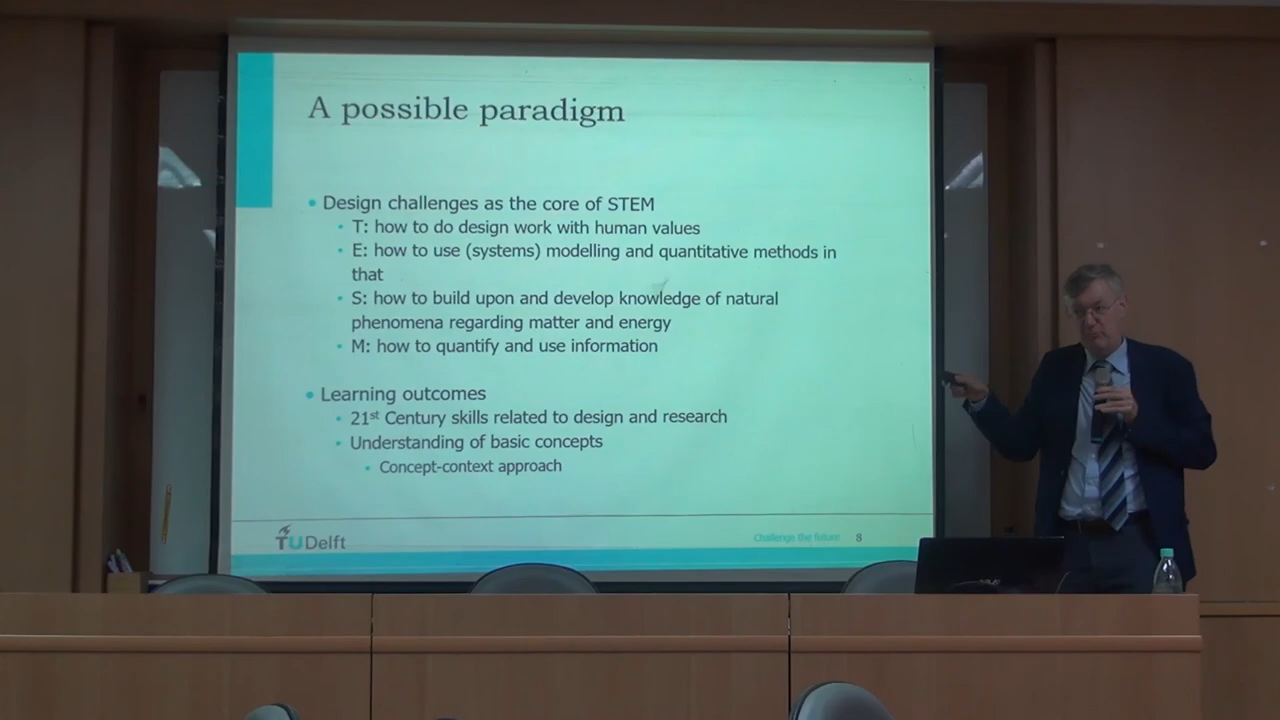 A possible paradigm
• Design challenges as the core of STEM
• T: how to do design work with human values
• E: how to use (systems) modelling and quantitative methods in
that
• S: how to build upon and develop knowledge of natural
phenomena regarding matter and energy
• M: how to quantify and use information
• Learning outcomes
• 21st Century skills related to design and research
• Understanding of basic concepts
• Concept-context approach
TU Delft
Challenge the future 8